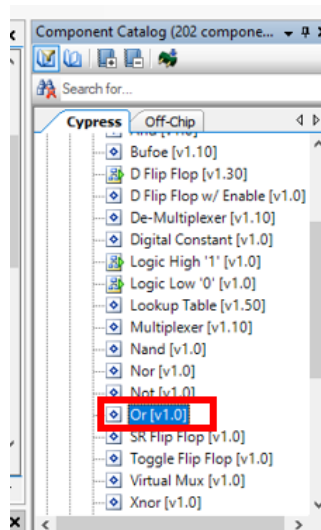 Component Catalog (202 compone...
Search for...
Cypress
Off-Chip
Bufoe [v1.10]
D Flip Flop [v1.30]
D Flip Flop w/ Enable [v1.0]
De-Multiplexer [v1.10]
Digital Constant [v1.0]
Logic High '1' [v1.0]
Logic Low '0' [v1.0]
Lookup Table [v1.50]
Multiplexer [v1.10]
Nand [v1.0]
Nor [v1.0]
Not [v1.0]
Or [v1.0]
SR Flip Flop [v1.0]
Toggle Flip Flop [v1.0]
Virtual Mux [v1.0]
Xnor [v1.0]